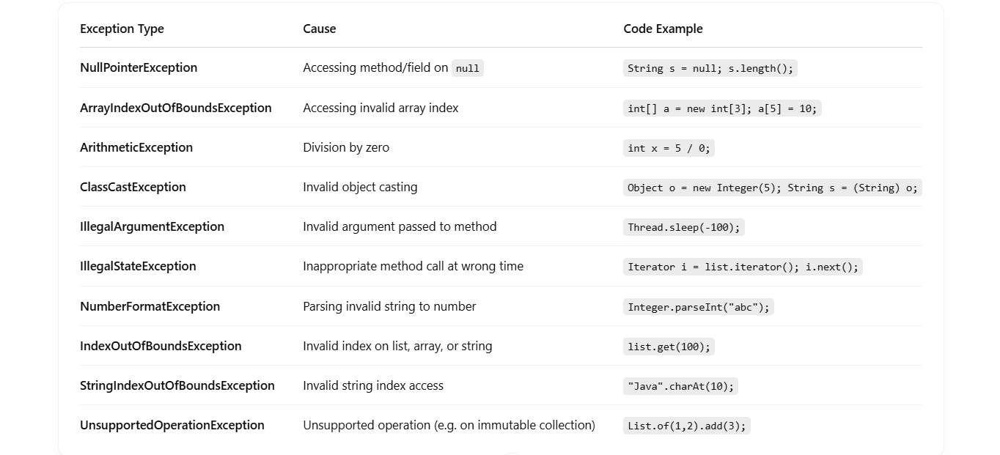 Exception Type Cause Code Example
NullPointerException Accessing method/field on null String s = null; s.length();
ArrayIndexOutOfBoundsException Accessing invalid array index int[] a = new int[3]; a[5] = 10;
ArithmeticException Division by zero int x = 5 / 0;
ClassCastException Invalid object casting Object o = new Integer(5); String s = (String) o;
IllegalArgumentException Invalid argument passed to method Thread.sleep(-100);
IllegalStateException Inappropriate method call at wrong time Iterator i = list.iterator(); i.next();
NumberFormatException Parsing invalid string to number Integer.parseInt("abc");
IndexOutOfBoundsException Invalid index on list, array, or string list.get(100);
StringIndexOutOfBoundsException Invalid string index access "Java".charAt(10);
UnsupportedOperationException Unsupported operation (e.g. on immutable collection) List.of(1,2).add(3);